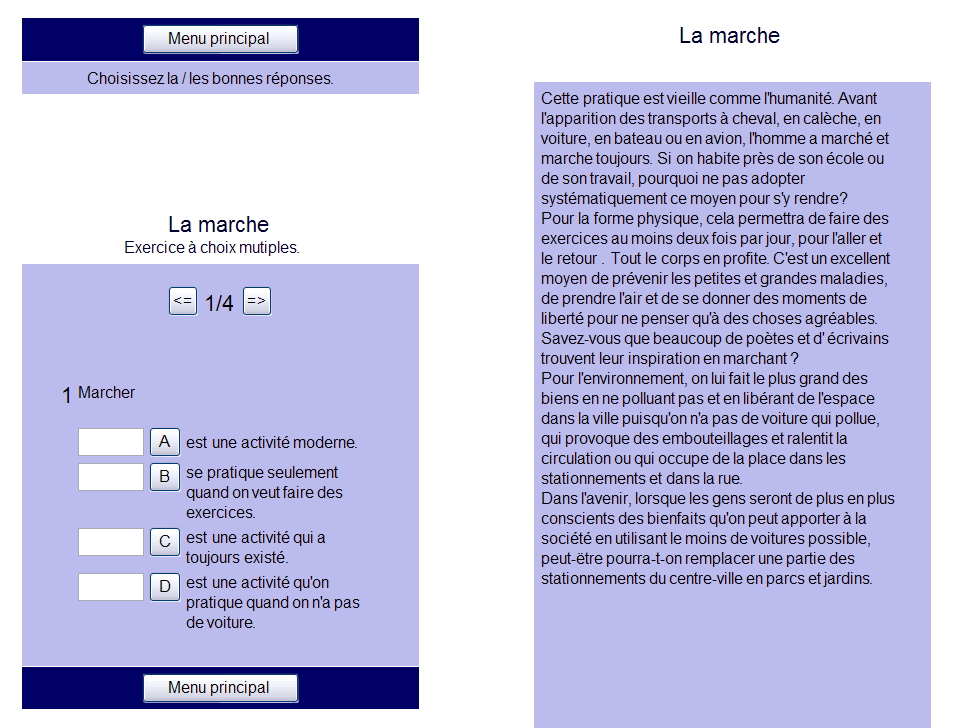 Menu principal
Choisissez la / les bonnes réponses.
La marche
Exercice à choix mutiples.
<= 1/4 =>
1 Marcher
A est une activité moderne.
B se pratique seulement
quand on veut faire des
exercices.
C est une activité qui a
toujours existé.
D est une activité qu'on
pratique quand on n'a pas
de voiture.
Menu principal
La marche
Cette pratique est vieille comme l'humanité. Avant
l'apparition des transports à cheval, en calèche, en
voiture, en bateau ou en avion, l'homme a marché et
marche toujours. Si on habite près de son école ou
de son travail, pourquoi ne pas adopter
systématiquement ce moyen pour s'y rendre?
Pour la forme physique, cela permettra de faire des
exercices au moins deux fois par jour, pour l'aller et
le retour . Tout le corps en profite. C'est un excellent
moyen de prévenir les petites et grandes maladies,
de prendre l'air et de se donner des moments de
liberté pour ne penser qu'à des choses agréables.
Savez-vous que beaucoup de poètes et d' écrivains
trouvent leur inspiration en marchant ?
Pour l'environnement, on lui fait le plus grand des
biens en ne polluant pas et en libérant de l'espace
dans la ville puisqu'on n'a pas de voiture qui pollue,
qui provoque des embouteillages et ralentit la
circulation ou qui occupe de la place dans les
stationnements et dans la rue.
Dans l'avenir, lorsque les gens seront de plus en plus
conscients des bienfaits qu'on peut apporter à la
société en utilisant le moins de voitures possible,
peut-être pourra-t-on remplacer une partie des
stationnements du centre-ville en parcs et jardins.